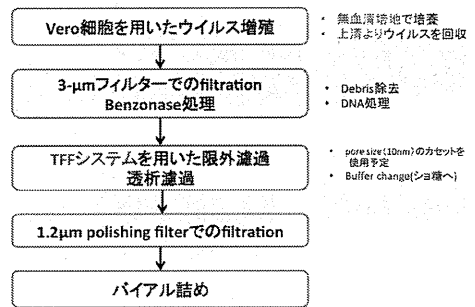 Vero細胞を用いたウイルス増殖
• 無血清培地で培養
• 上清よりウイルスを回収
3-μmフィルターでのfiltration
Benzonase処理
• Debris除去
• DNA処理
TFFシステムを用いた限外濾過
透析濾過
• pore size(10nm)のカセットを
使用予定
• Buffer change(ショ糖へ)
1.2μm polishing filterでのfiltration
バイアル詰め